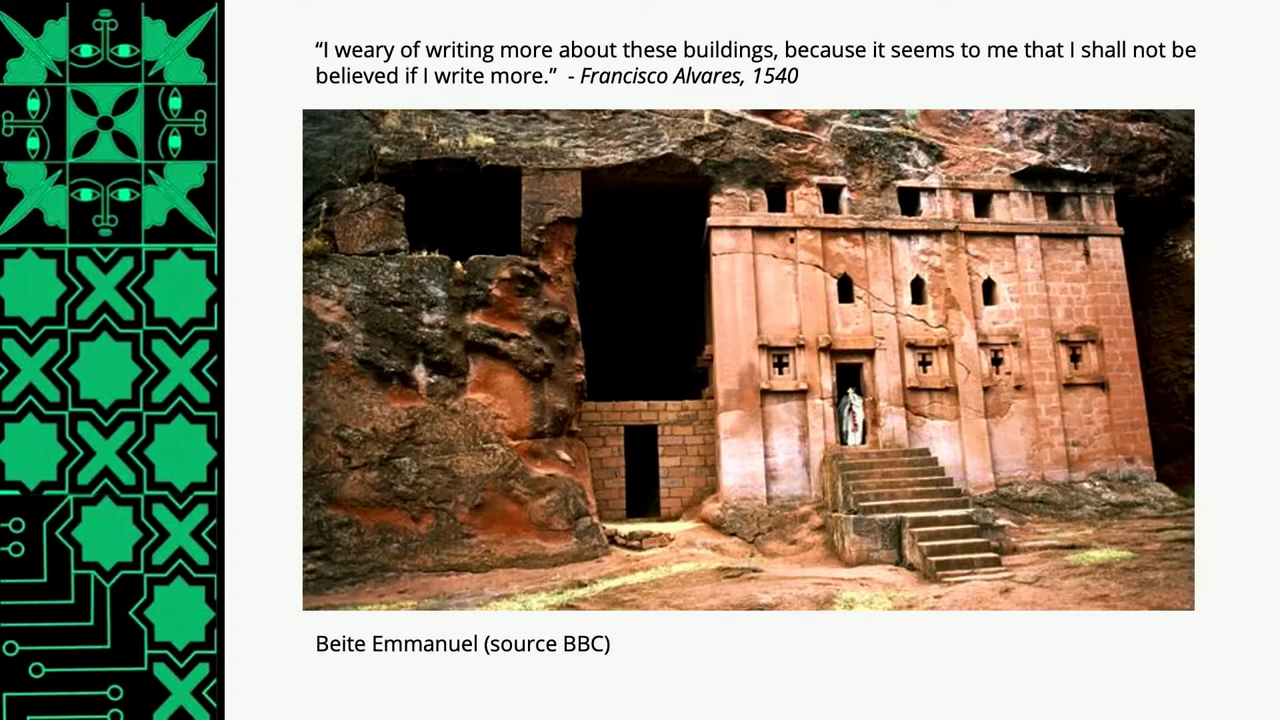 “I weary of writing more about these buildings, because it seems to me that I shall not be
believed if I write more.”  - Francisco Alvares, 1540
Beite Emmanuel (source BBC)